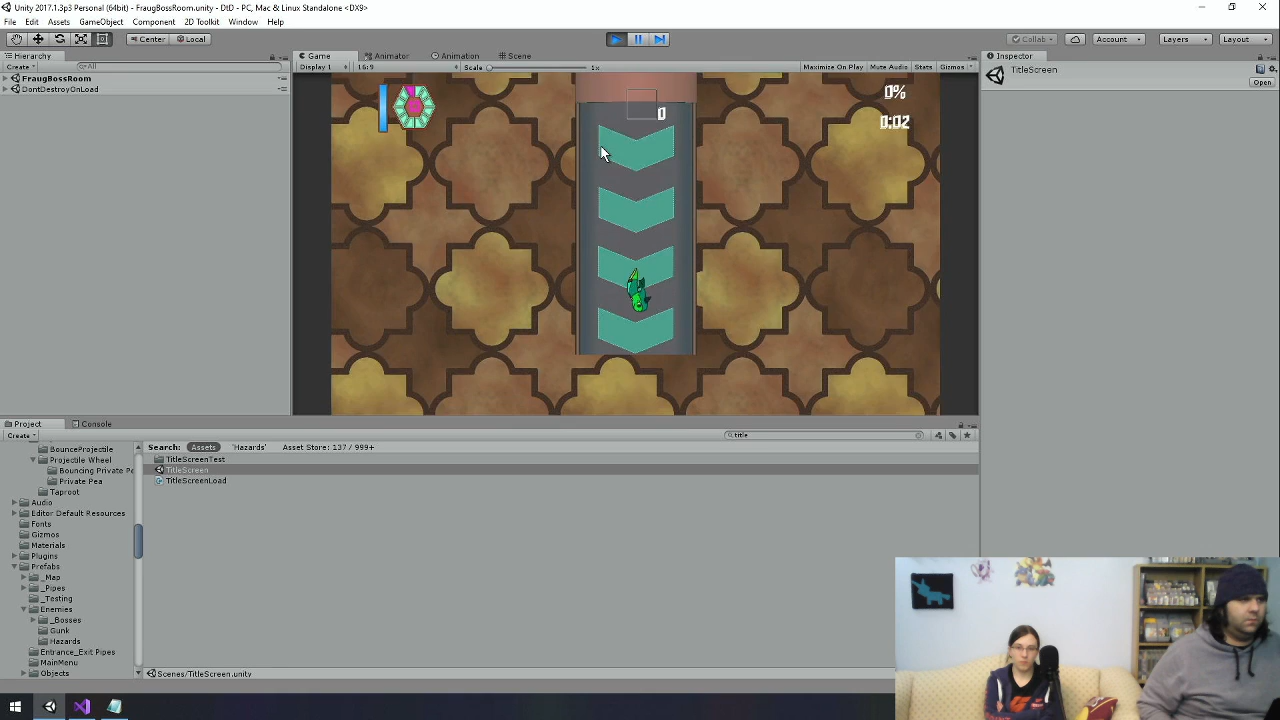 Unity 2017.1.3p3 Personal (64bit) - FraugBossRoom.unity - DtD - PC, Mac & Linux Standalone <DX9>
File Edit Assets GameObject Component 2D Toolkit Window Help
Center Local Collab Account Layers Layout
Hierarchy Game Animator Animation Scene Inspector
Create All Display 1 16:9 Scale 1x Maximize On Play Mute Audio Stats Gizmos
TitleScreen
Open
FraugBossRoom
DontDestroyOnLoad
0%
0
0:02
Project Console
Create title
Search: Assets 'Hazards' Asset Store: 137 / 999+
BounceProjectile
Projectile Wheel
Bouncing Private Pe
Private Pea
Taproot
Audio
Editor Default Resources
Fonts
Gizmos
Materials
Plugins
Prefabs
_Map
_Pipes
_Testing
Enemies
_Bosses
Gunk
Hazards
Entrance_Exit Pipes
MainMenu
Objects
TitleScreenTest
TitleScreen
TitleScreenLoad
Scenes/TitleScreen.unity